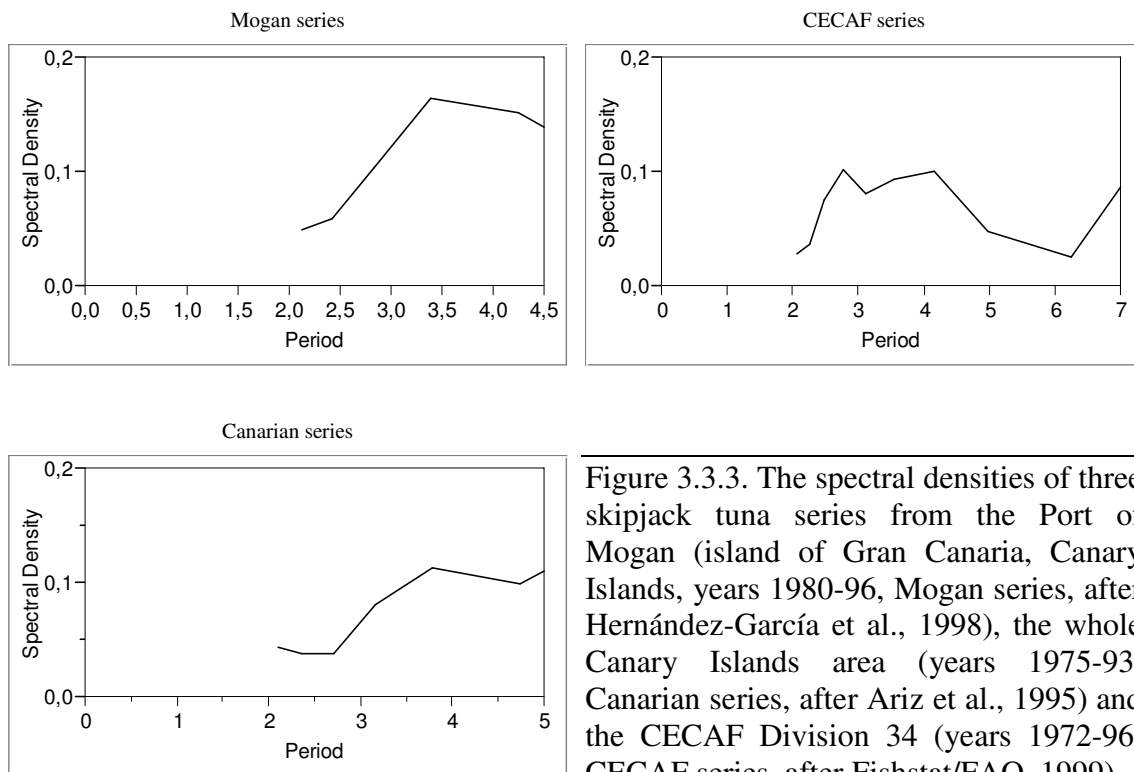 Mogan series
0,2
0,1
0,0
Spectral Density
0,0 0,5 1,0 1,5 2,0 2,5 3,0 3,5 4,0 4,5
Period
CECAF series
0,2
0,1
0,0
Spectral Density
0 1 2 3 4 5 6 7
Period
Canarian series
0,2
0,1
0,0
Spectral Density
0 1 2 3 4 5
Period
Figure 3.3.3. The spectral densities of three
skipjack tuna series from the Port of
Mogan (island of Gran Canaria, Canary
Islands, years 1980-96, Mogan series, after
Hernández-García et al., 1998), the whole
Canary Islands area (years 1975-93,
Canarian series, after Ariz et al., 1995) and
the CECAF Division 34 (years 1972-96,
CECAF series, after Fishstat/FAO, 1999)